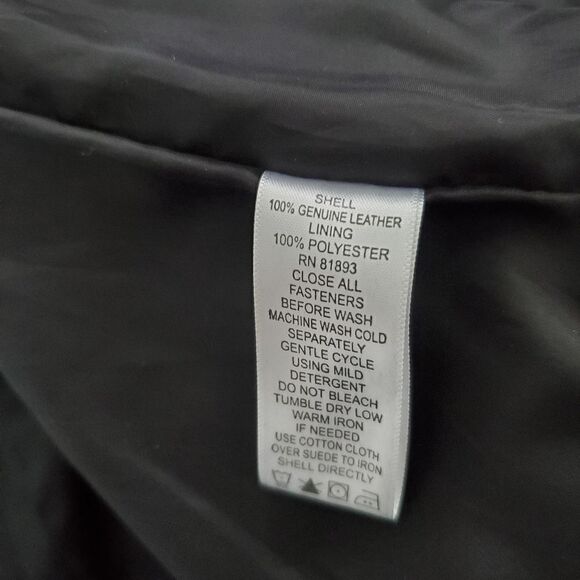 SHELL
100% GENUINE LEATHER
LINING
100% POLYESTER
RN 81893
CLOSE ALL
FASTENERS
BEFORE WASH
MACHINE WASH COLD
SEPARATELY
GENTLE CYCLE
USING MILD
DETERGENT
DO NOT BLEACH
TUMBLE DRY LOW
WARM IRON
IF NEEDED
USE COTTON CLOTH
OVER SUEDE TO IRON
SHELL DIRECTLY